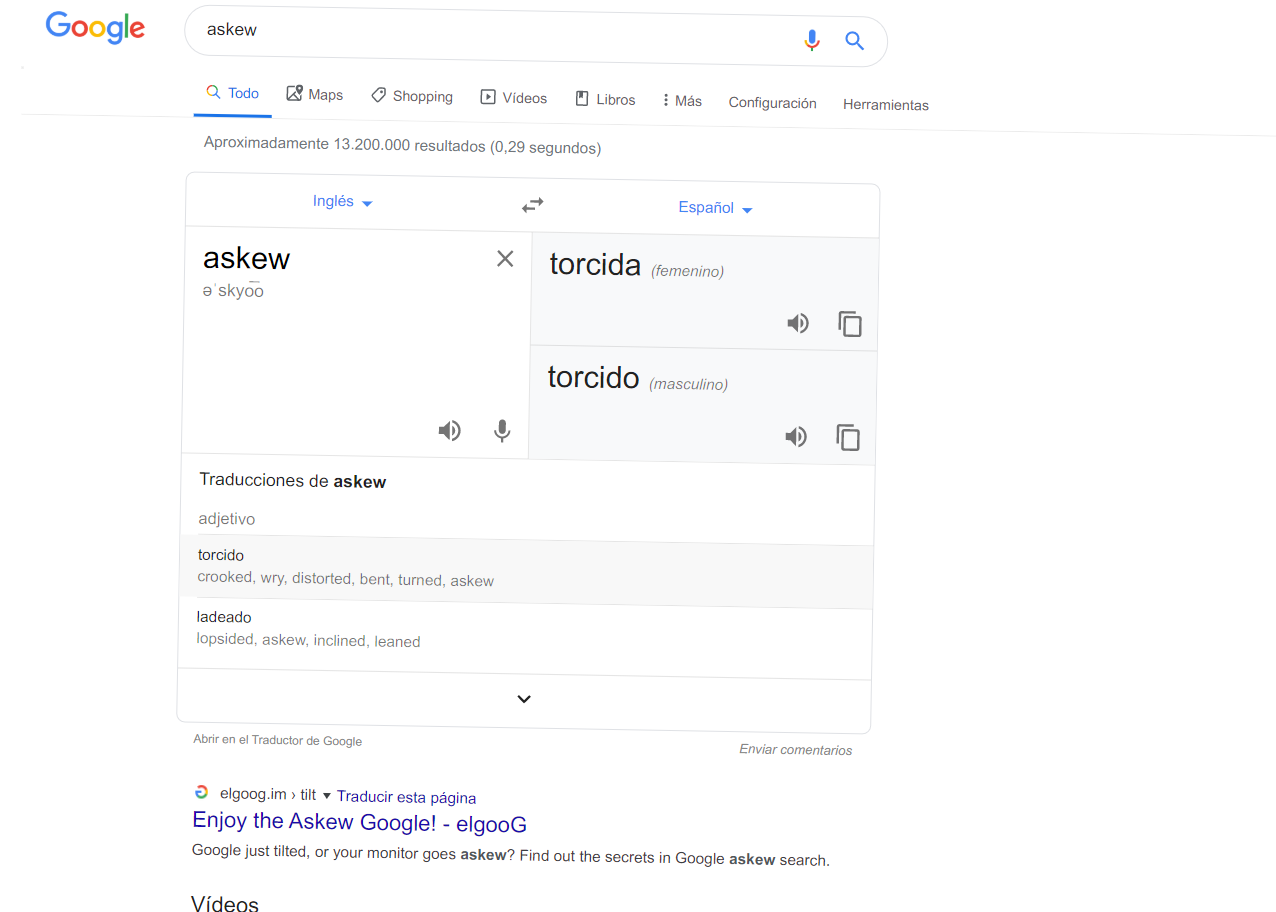 Google
askew
Todo Maps Shopping Vídeos Libros Más Configuración Herramientas
Aproximadamente 13.200.000 resultados (0,29 segundos)
Inglés Español
askew
əˈskyo͞o
torcida (femenino)
torcido (masculino)
Traducciones de askew
adjetivo
torcido
crooked, wry, distorted, bent, turned, askew
ladeado
lopsided, askew, inclined, leaned
Abrir en el Traductor de Google Enviar comentarios
elgoog.im › tilt ▼ Traducir esta página
Enjoy the Askew Google! - elgooG
Google just tilted, or your monitor goes askew? Find out the secrets in Google askew search.
Vídeos